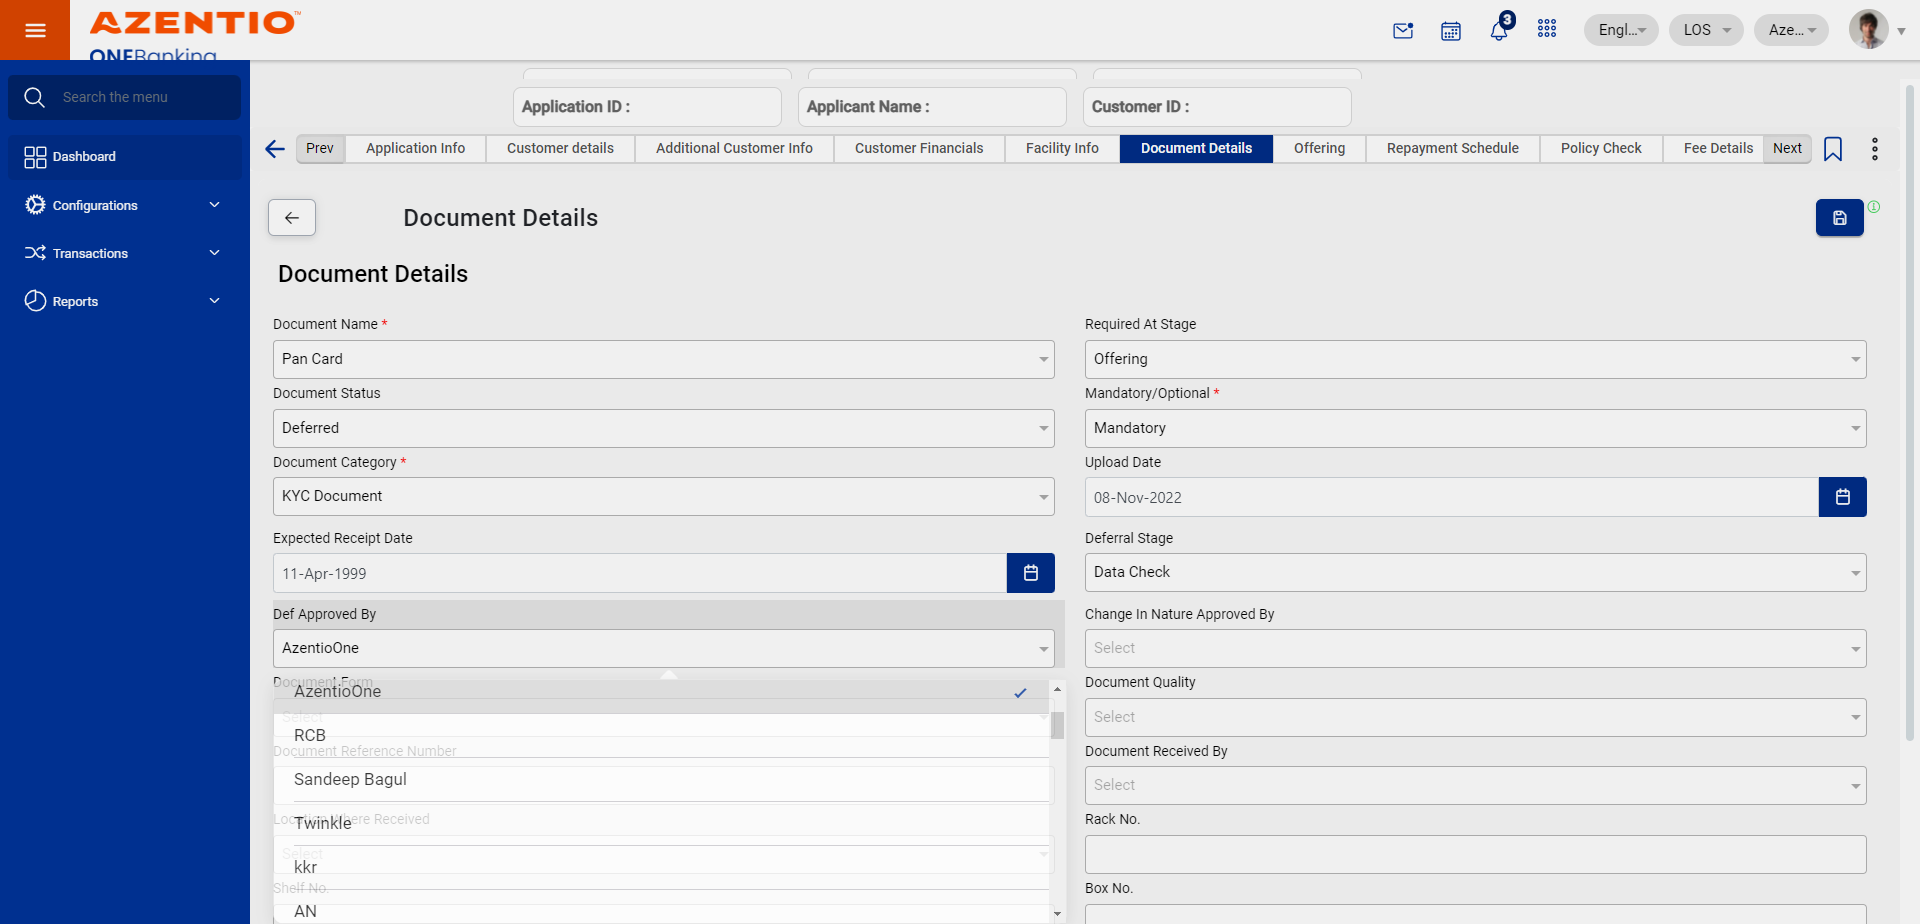 AZENTIO™
ONEBanking
3
Engl...
LOS
Aze...
Search the menu
Dashboard
Configurations
Transactions
Reports
Application ID :
Applicant Name :
Customer ID :
Prev
Application Info
Customer details
Additional Customer Info
Customer Financials
Facility Info
Document Details
Offering
Repayment Schedule
Policy Check
Fee Details
Next
Document Details
Document Details
Document Name *
Pan Card
Required At Stage
Offering
Document Status
Deferred
Mandatory/Optional *
Mandatory
Document Category *
KYC Document
Upload Date
08-Nov-2022
Expected Receipt Date
11-Apr-1999
Deferral Stage
Data Check
Def Approved By
AzentioOne
Change In Nature Approved By
Select
Document Form
Select
AzentioOne
RCB
Document Reference Number
Sandeep Bagul
Location Where Received
Twinkle
Select
kkr
Shelf No.
AN
Document Quality
Select
Document Received By
Select
Rack No.
Box No.